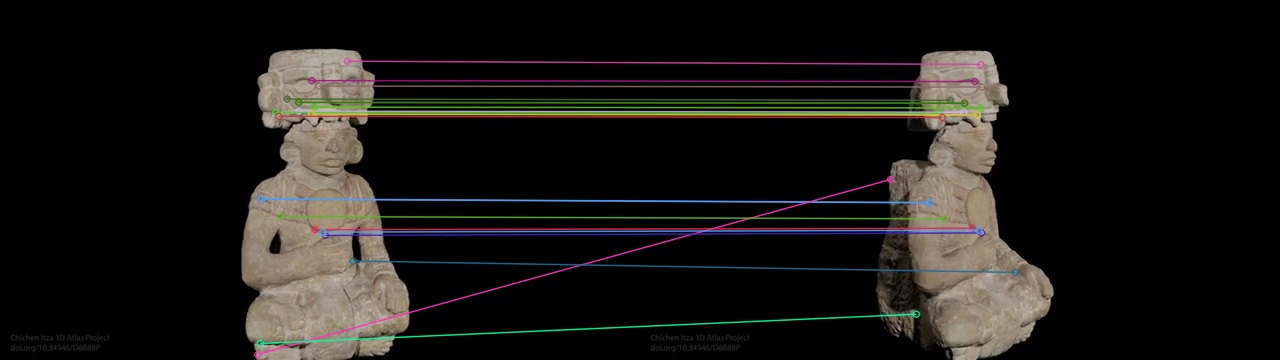 Chichen Itza 3D Atlas Project
doi.org/10.34946/D6B88P
Chichen Itza 3D Atlas Project
doi.org/10.34946/D6B88P